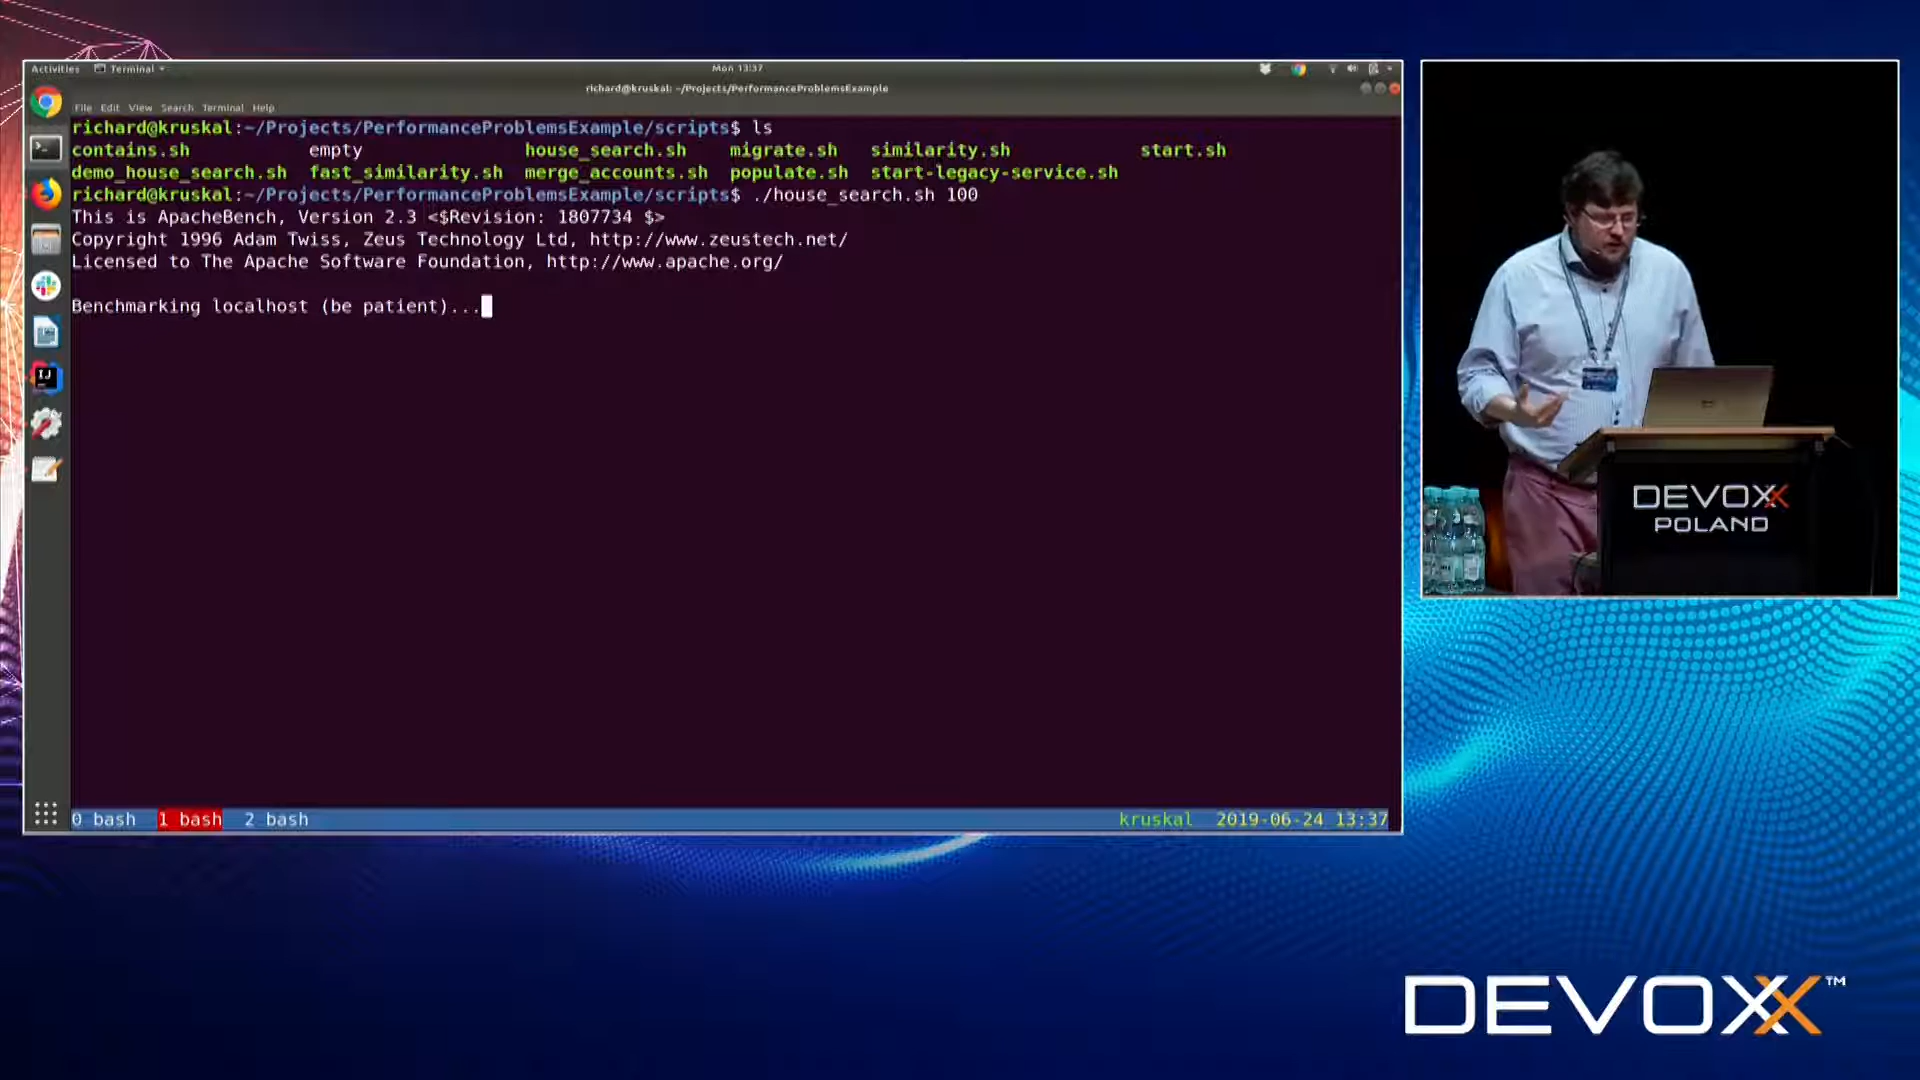 Activities Terminal Mon 13:37
richard@kruskal: ~/Projects/PerformanceProblemsExample
File Edit View Search Terminal Help
richard@kruskal:~/Projects/PerformanceProblemsExample/scripts$ ls
contains.sh empty house_search.sh migrate.sh similarity.sh start.sh
demo_house_search.sh fast_similarity.sh merge_accounts.sh populate.sh start-legacy-service.sh
richard@kruskal:~/Projects/PerformanceProblemsExample/scripts$ ./house_search.sh 100
This is ApacheBench, Version 2.3 <$Revision: 1807734 $>
Copyright 1996 Adam Twiss, Zeus Technology Ltd, http://www.zeustech.net/
Licensed to The Apache Software Foundation, http://www.apache.org/
Benchmarking localhost (be patient)...
0 bash 1 bash 2 bash kruskal 2019-06-24 13:37
IJ
DEVOXX
POLAND
DEVOXX™